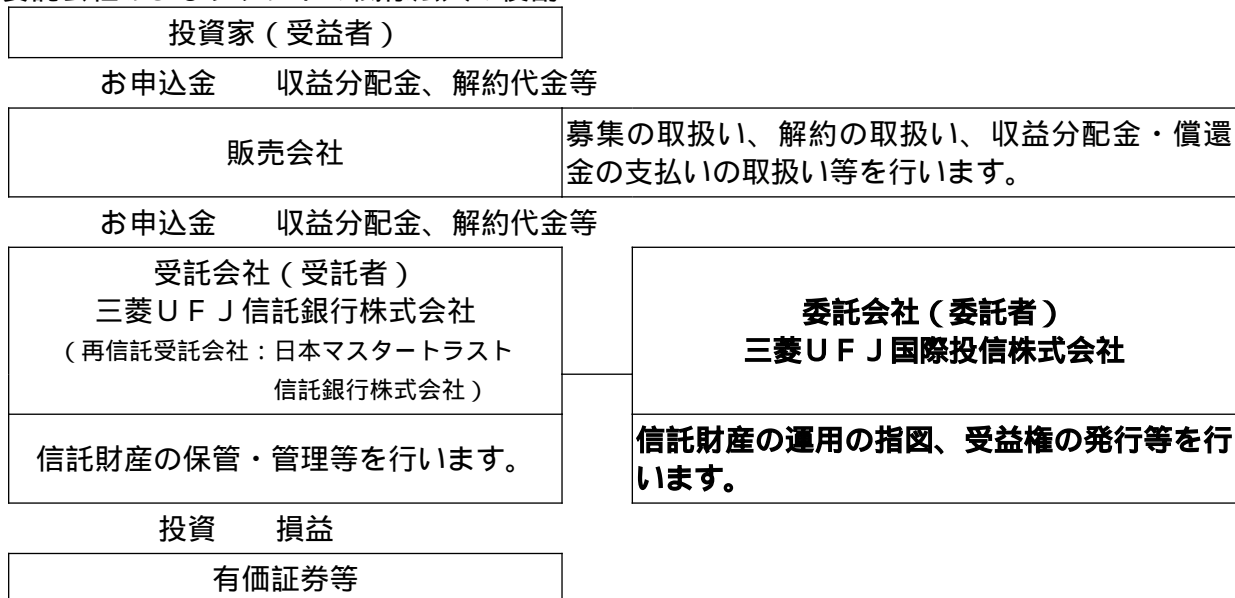 投資家（受益者）
お申込金　　収益分配金、解約代金等
販売会社
募集の取扱い、解約の取扱い、収益分配金・償還
金の支払いの取扱い等を行います。
お申込金　　収益分配金、解約代金等
受託会社（受託者）
三菱ＵＦＪ信託銀行株式会社
（再信託受託会社：日本マスタートラスト
信託銀行株式会社）
委託会社（委託者）
三菱ＵＦＪ国際投信株式会社
信託財産の保管・管理等を行います。
信託財産の運用の指図、受益権の発行等を行
います。
投資　　損益
有価証券等